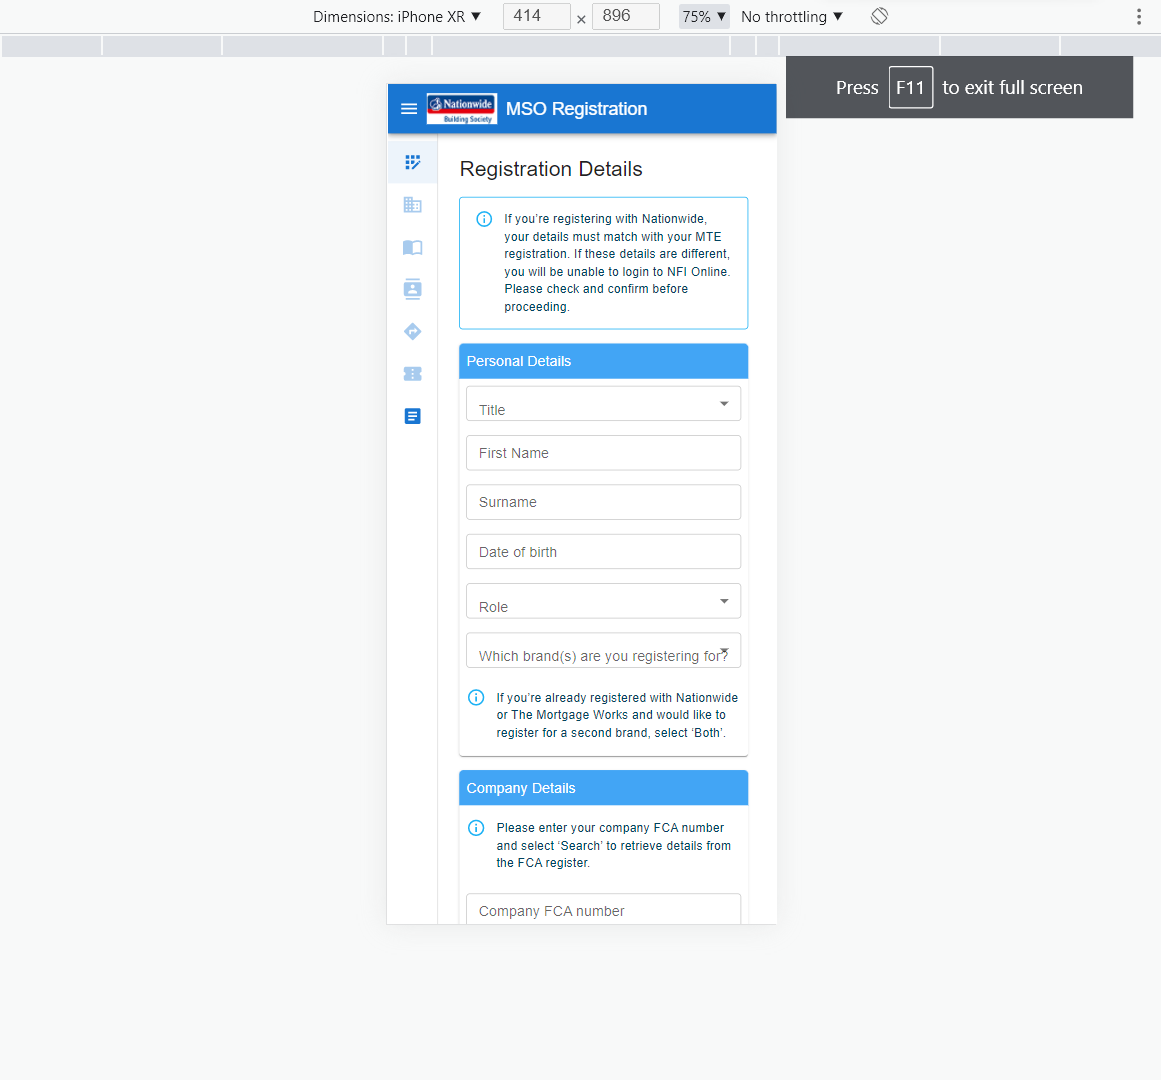 Dimensions: iPhone XR ▼ 414 × 896 75% ▼ No throttling ▼
Press F11 to exit full screen
Nationwide
Building Society
MSO Registration
Registration Details
If you’re registering with Nationwide,
your details must match with your MTE
registration. If these details are different,
you will be unable to login to NFI Online.
Please check and confirm before
proceeding.
Personal Details
Title
First Name
Surname
Date of birth
Role
Which brand(s) are you registering for?
If you’re already registered with Nationwide
or The Mortgage Works and would like to
register for a second brand, select ‘Both’.
Company Details
Please enter your company FCA number
and select ‘Search’ to retrieve details from
the FCA register.
Company FCA number